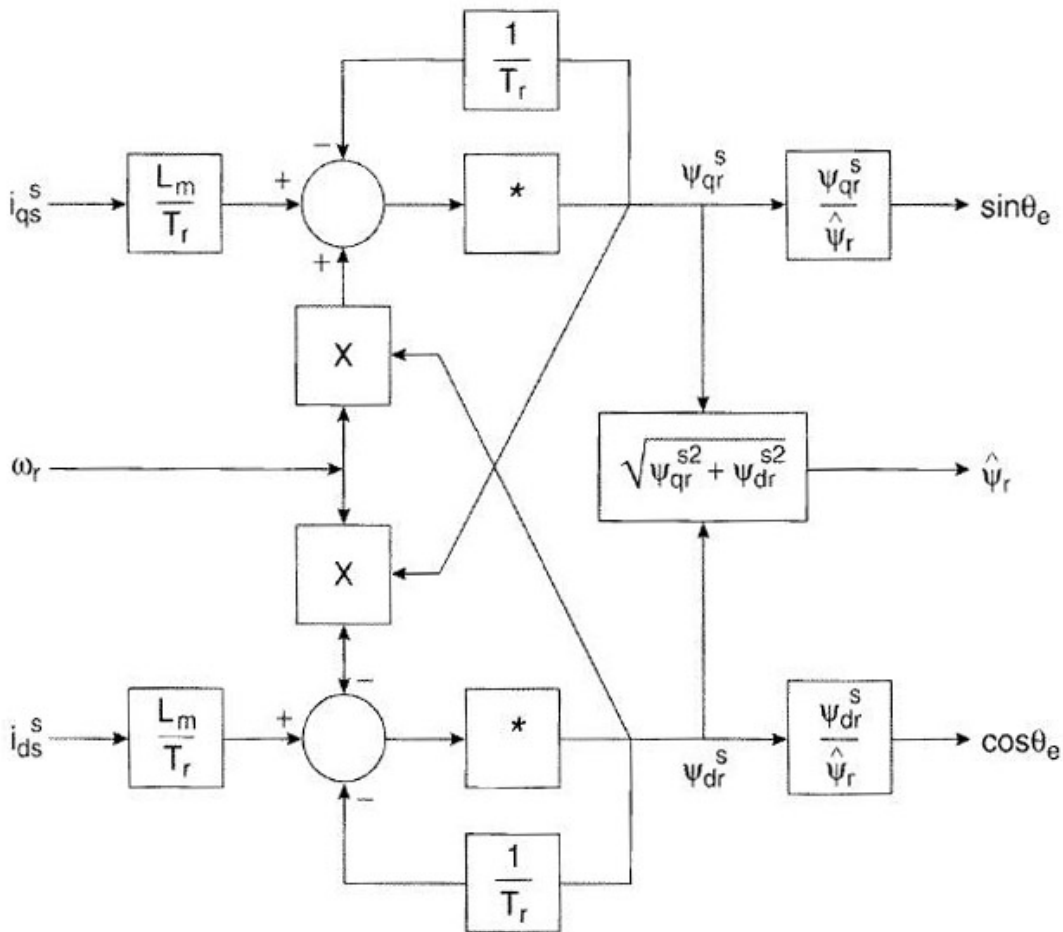 1
T_r
−
i_qs^s
L_m
T_r
+
+
*
ψ_qr^s
ψ_qr^s
ψ̂_r
sinθ_e
X
ω_r
√ψ_qr^s2 + ψ_dr^s2
ψ̂_r
X
−
i_ds^s
L_m
T_r
+
−
*
ψ_dr^s
ψ_dr^s
ψ̂_r
cosθ_e
1
T_r